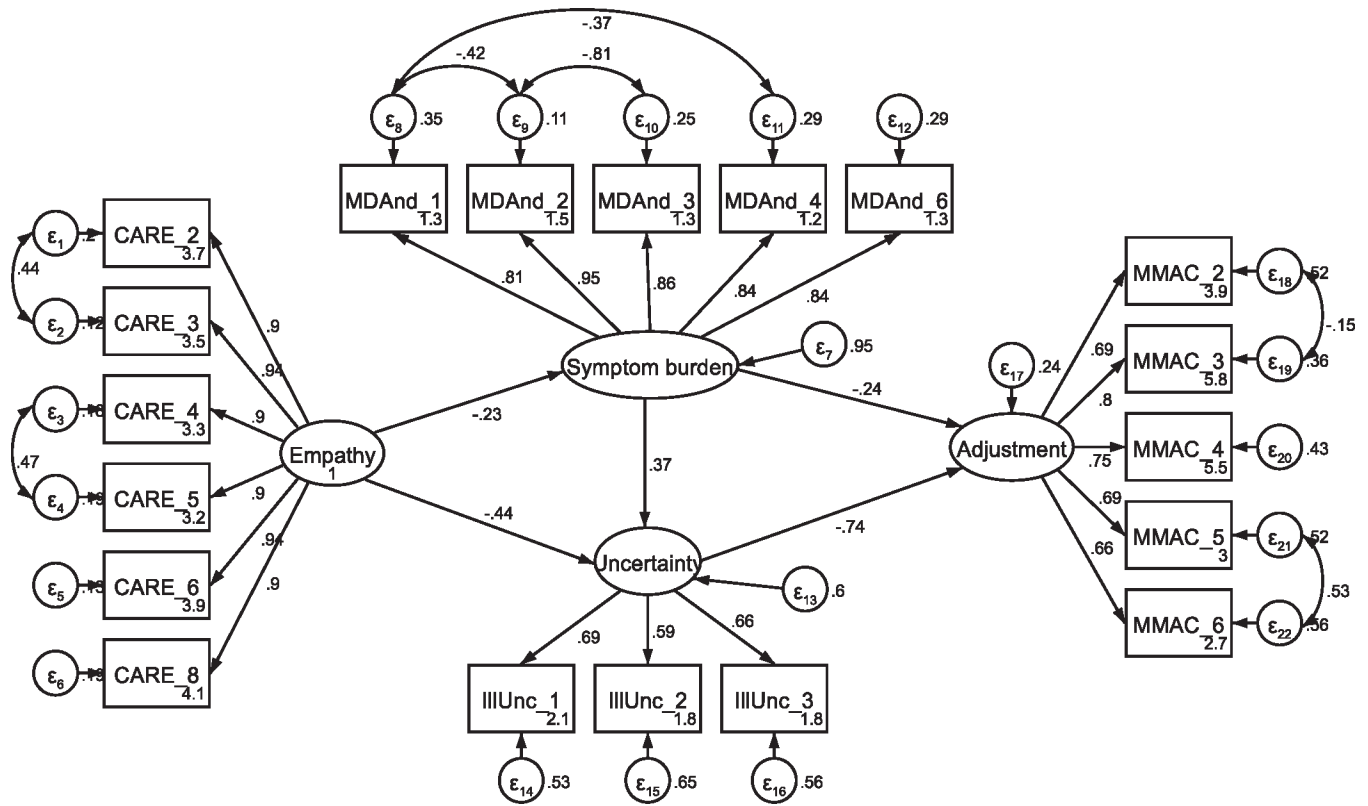 -.37
-.42
-.81
ε8 .35
ε9 .11
ε10 .25
ε11 .29
ε12 .29
MDAnd_1
1.3
MDAnd_2
1.5
MDAnd_3
1.3
MDAnd_4
1.2
MDAnd_6
1.3
.81
.95
.86
.84
.84
ε1 .2
CARE_2
3.7
.44
ε2 .12
CARE_3
3.5
ε3
CARE_4
3.3
.47
ε4 .19
CARE_5
3.2
ε5 .13
CARE_6
3.9
ε6 .19
CARE_8
4.1
.9
.94
.9
.9
.94
.9
Empathy
1
-.23
-.44
Symptom burden
ε7 .95
.37
-.24
Uncertainty
ε13 .6
-.74
.69
.59
.66
IllUnc_1
2.1
IllUnc_2
1.8
IllUnc_3
1.8
ε14 .53
ε15 .65
ε16 .56
ε17 .24
Adjustment
.69
.8
.75
.69
.66
MMAC_2
3.9
ε18 .52
-.15
MMAC_3
5.8
ε19 .36
MMAC_4
5.5
ε20 .43
MMAC_5
3
ε21 .52
.53
MMAC_6
2.7
ε22 .56